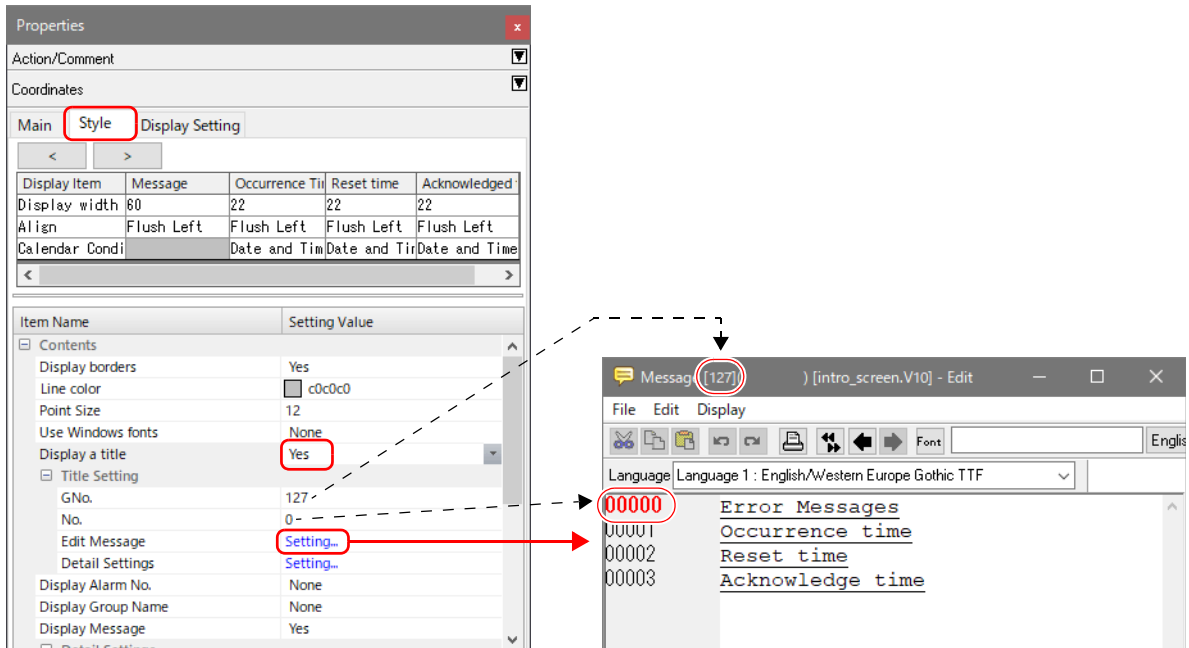 Properties
x
Action/Comment
Coordinates
Main Style Display Setting
< >
Display Item Message Occurrence Tii Reset time Acknowledged
Display width 60 22 22 22
Align Flush Left Flush Left Flush Left Flush Left
Calendar Condi Date and Tim Date and Tir Date and Time
Item Name Setting Value
Contents
Display borders Yes
Line color c0c0c0
Point Size 12
Use Windows fonts None
Display a title Yes
Title Setting
GNo. 127
No. 0
Edit Message Setting...
Detail Settings Setting...
Display Alarm No. None
Display Group Name None
Display Message Yes
Detail Settings
Message [127]( ) [intro_screen.V10] - Edit
File Edit Display
Font Englis
Language Language 1 : English/Western Europe Gothic TTF
00000 Error Messages
00001 Occurrence time
00002 Reset time
00003 Acknowledge time